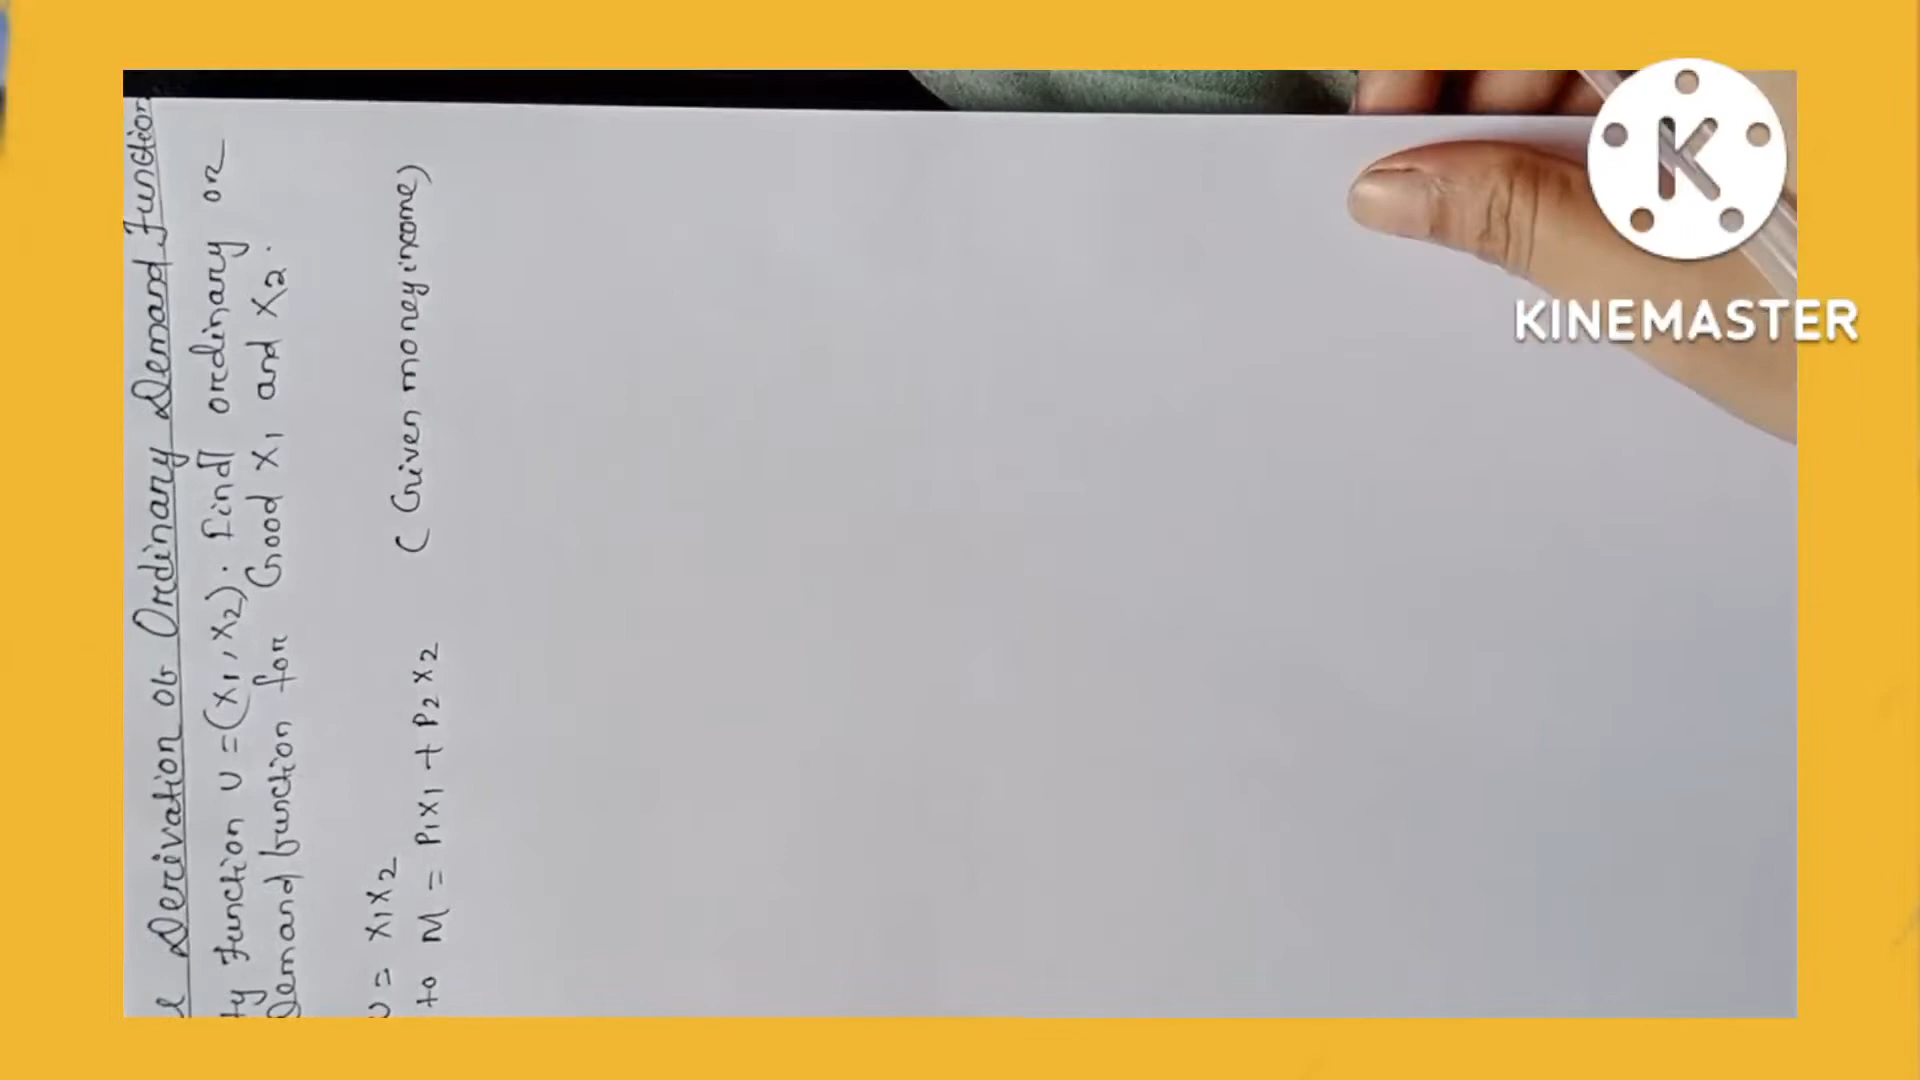 Derivation of Ordinary Demand Function
ty Function U = (X1, X2). find ordinary or
Demand function for Good X1 and X2.
U = X1X2
to M = P1X1 + P2X2 (Given money income)
KINEMASTER